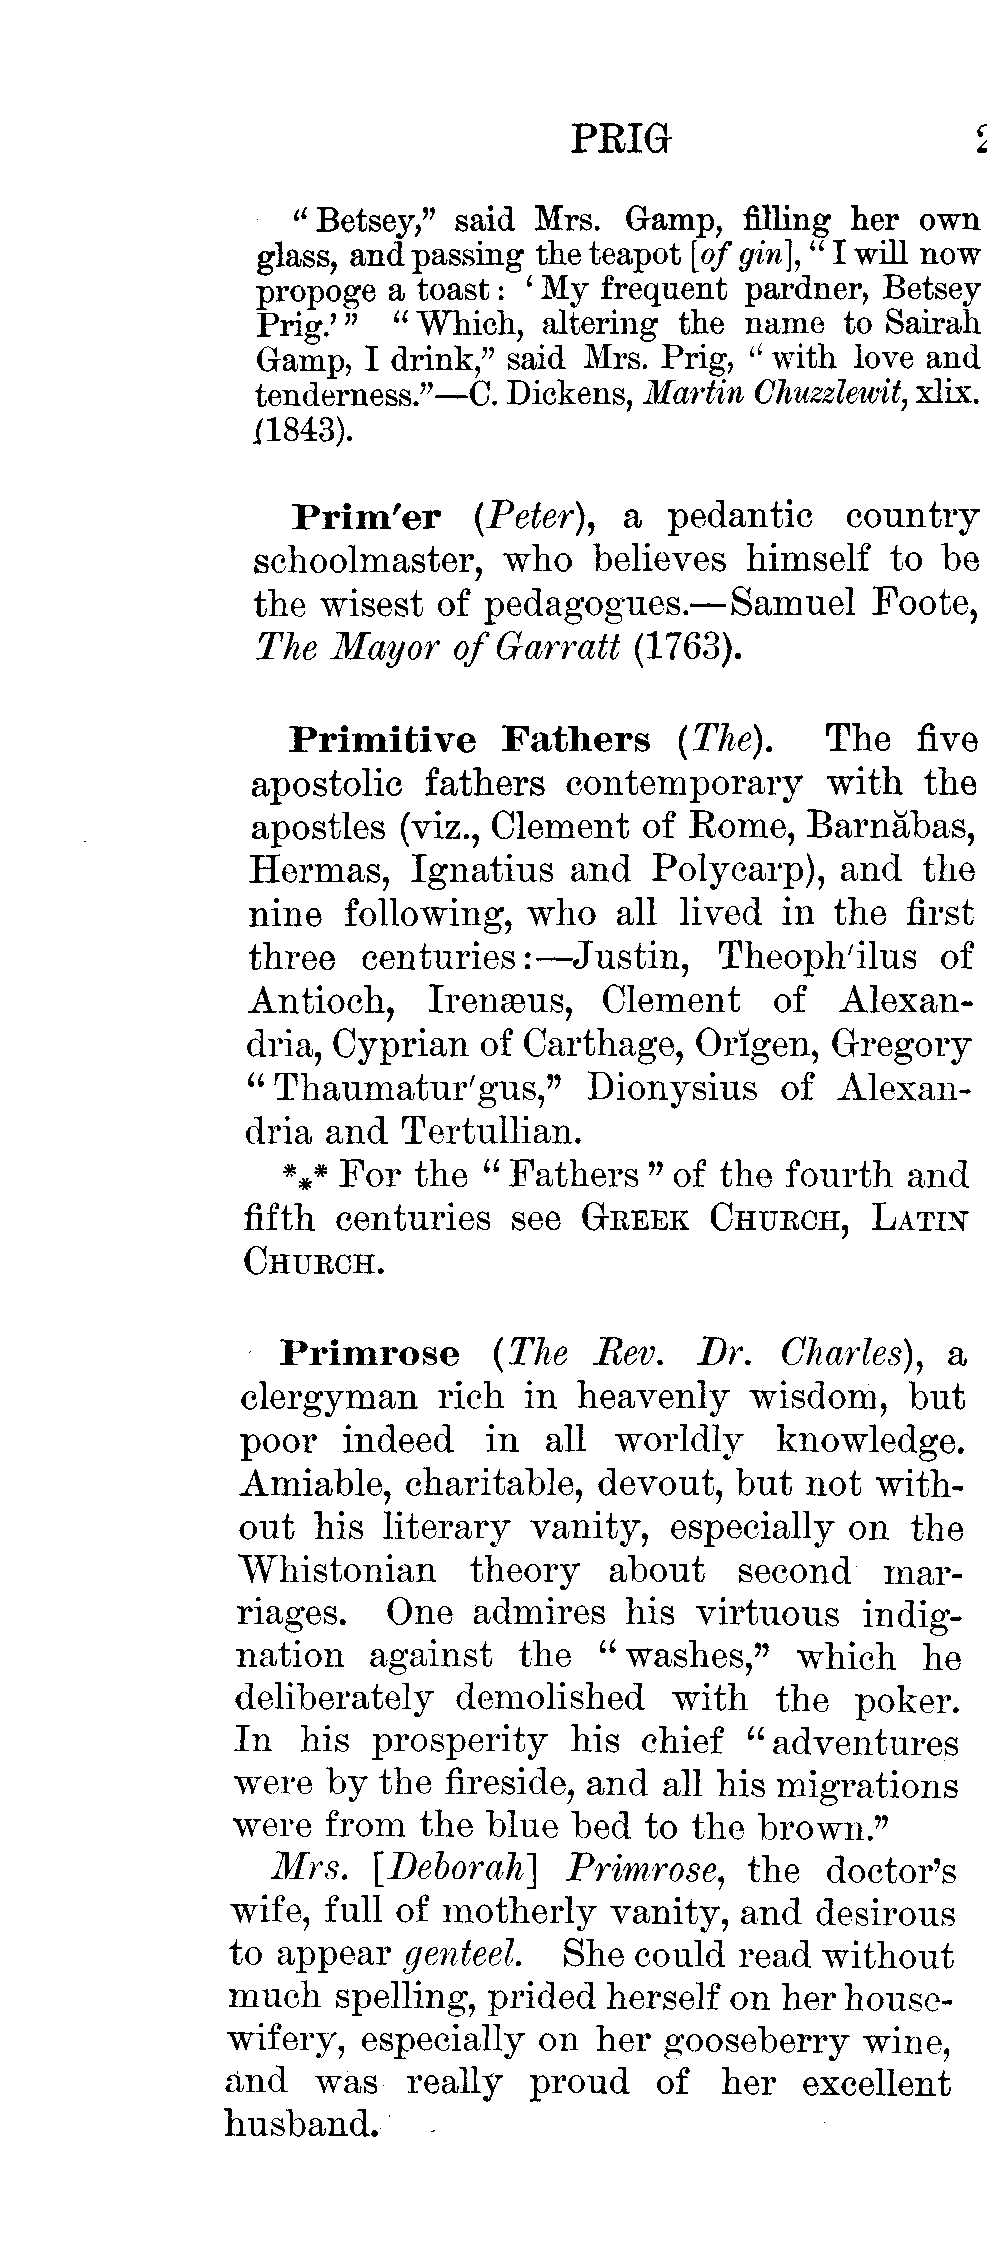 PRIG
“Betsey,” said Mrs. Gamp, filling her own
glass, and passing the teapot [of gin], “I will now
propoge a toast: ‘My frequent pardner, Betsey
Prig.’” “Which, altering the name to Sairah
Gamp, I drink,” said Mrs. Prig, “with love and
tenderness.”—C. Dickens, Martin Chuzzlewit, xlix.
(1843).
Prim′er (Peter), a pedantic country
schoolmaster, who believes himself to be
the wisest of pedagogues.—Samuel Foote,
The Mayor of Garratt (1763).
Primitive Fathers (The). The five
apostolic fathers contemporary with the
apostles (viz., Clement of Rome, Barnăbas,
Hermas, Ignatius and Polycarp), and the
nine following, who all lived in the first
three centuries:—Justin, Theoph′ilus of
Antioch, Irenæus, Clement of Alexan-
dria, Cyprian of Carthage, Orĭgen, Gregory
“Thaumatur′gus,” Dionysius of Alexan-
dria and Tertullian.
*⁎* For the “Fathers” of the fourth and
fifth centuries see GREEK CHURCH, LATIN
CHURCH.
Primrose (The Rev. Dr. Charles), a
clergyman rich in heavenly wisdom, but
poor indeed in all worldly knowledge.
Amiable, charitable, devout, but not with-
out his literary vanity, especially on the
Whistonian theory about second mar-
riages. One admires his virtuous indig-
nation against the “washes,” which he
deliberately demolished with the poker.
In his prosperity his chief “adventures
were by the fireside, and all his migrations
were from the blue bed to the brown.”
Mrs. [Deborah] Primrose, the doctor’s
wife, full of motherly vanity, and desirous
to appear genteel. She could read without
much spelling, prided herself on her house-
wifery, especially on her gooseberry wine,
and was really proud of her excellent
husband.